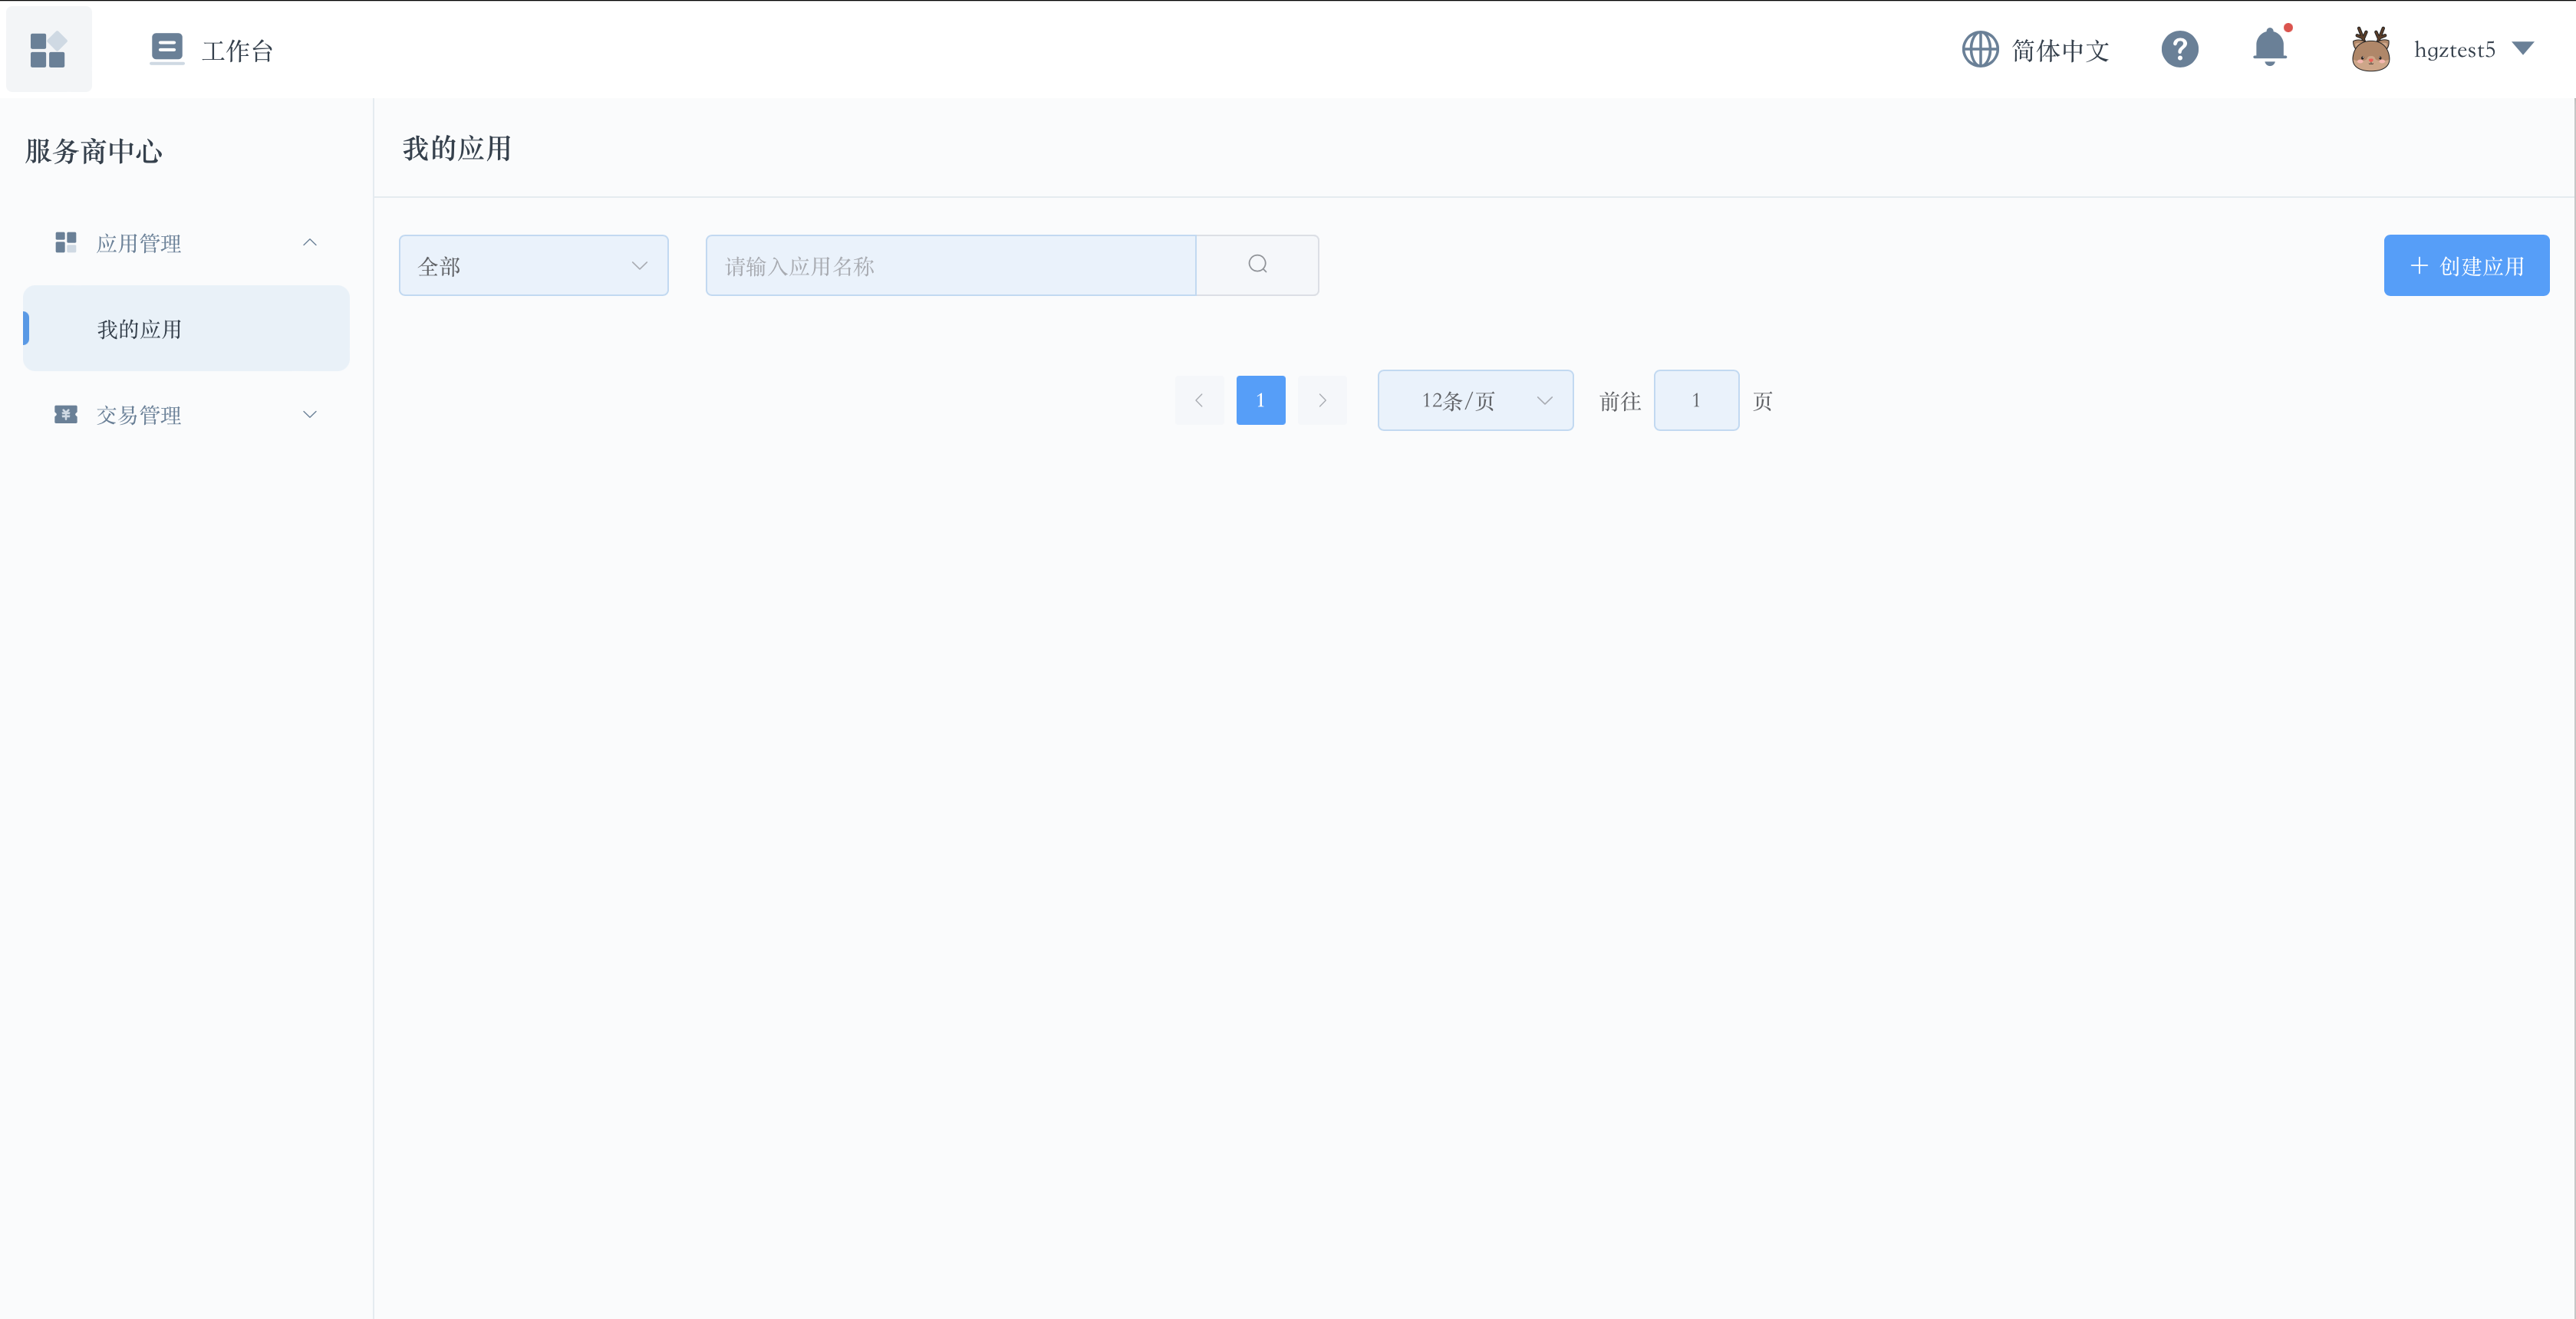 工作台
简体中文
hgztest5
服务商中心
应用管理
我的应用
交易管理
我的应用
全部
请输入应用名称
创建应用
1
12条/页
前往
1
页